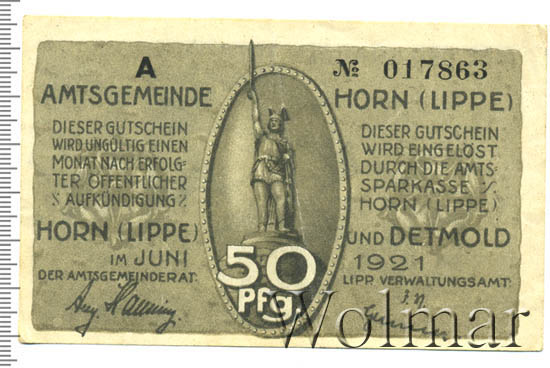 A
№ 017863
AMTSGEMEINDE
HORN (LIPPE)
DIESER GUTSCHEIN
WIRD UNGÜLTIG EINEN
MONAT NACH ERFOLG=
TER ÖFFENTLICHER
AUFKÜNDIGUNG
DIESER GUTSCHEIN
WIRD EINGELÖST
DURCH DIE AMTS-
SPARKASSE
HORN (LIPPE)
HORN (LIPPE)
IM JUNI
DER AMTSGEMEINDERAT:
UND DETMOLD
1921
LIPP. VERWALTUNGSAMT:
50
Pfg.
Wolmar